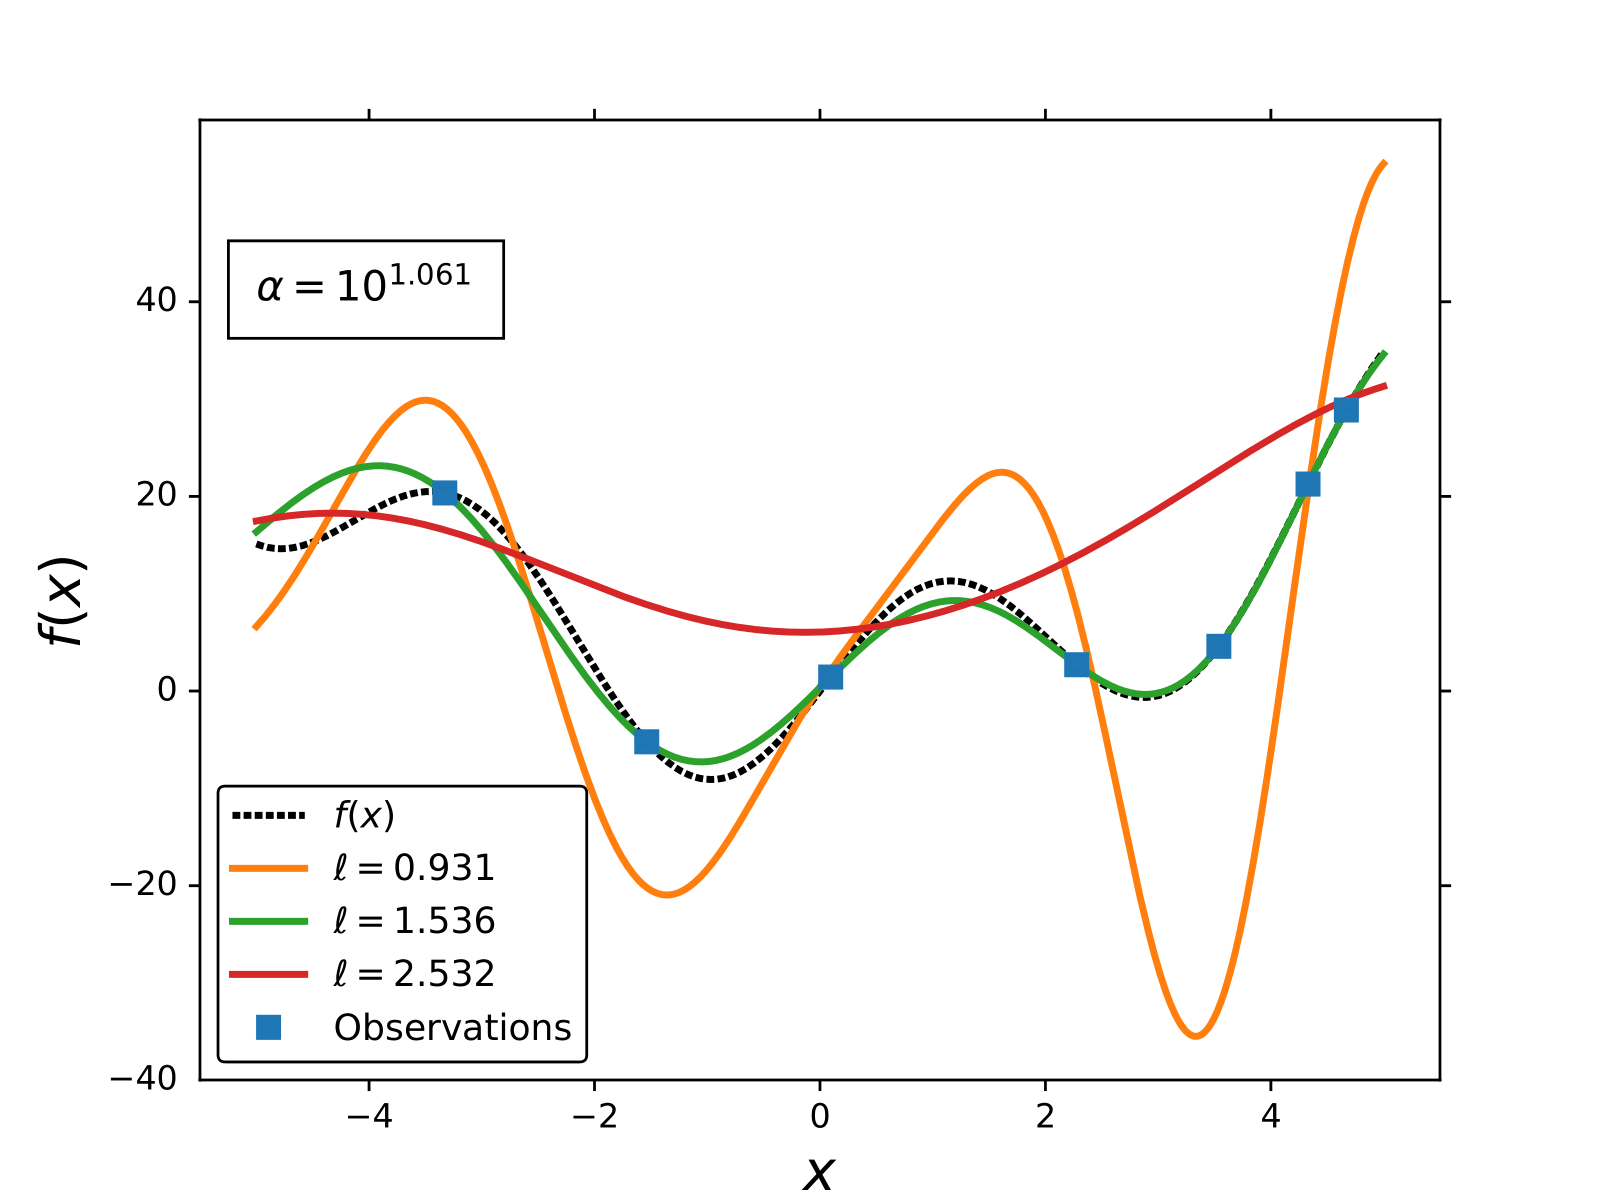 α = 10^1.061
40
20
0
−20
−40
f(x)
f(x)
ℓ = 0.931
ℓ = 1.536
ℓ = 2.532
Observations
−4 −2 0 2 4
x